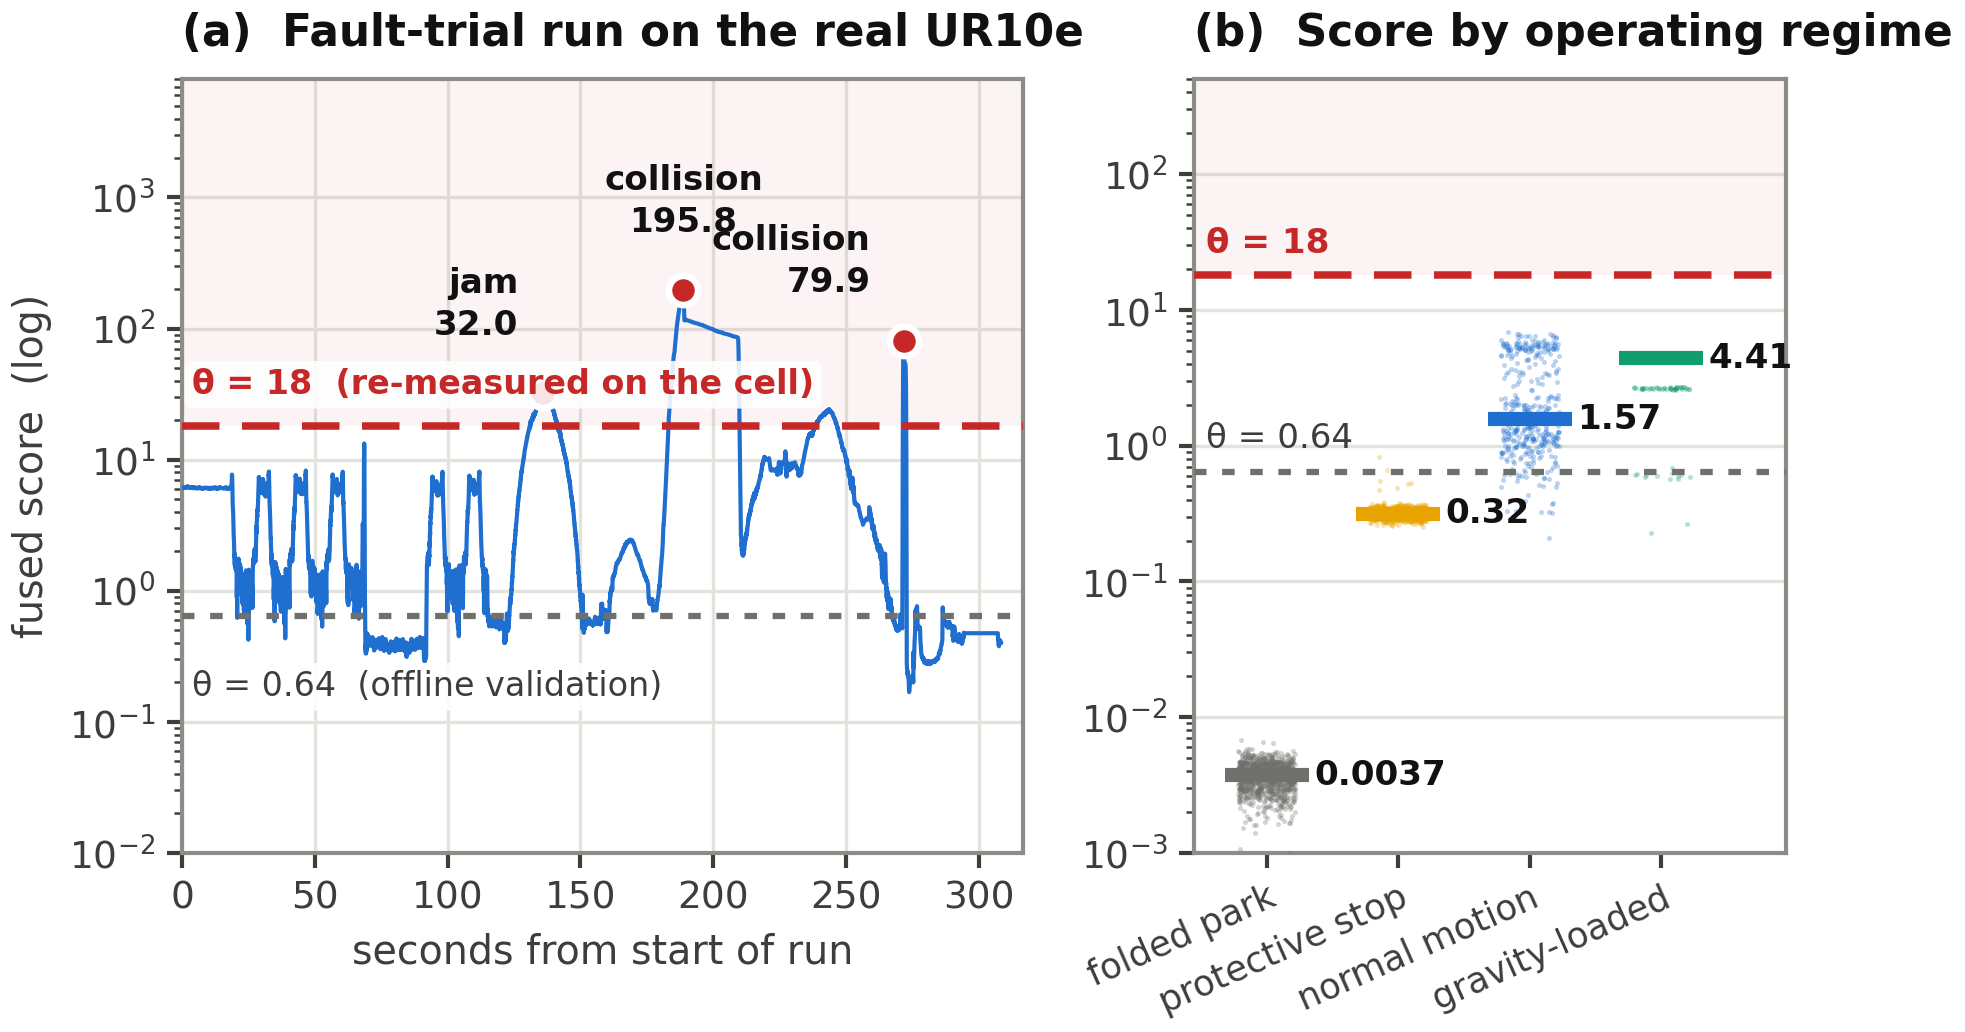 (a)  Fault-trial run on the real UR10e
fused score  (log)
10³
10²
10¹
10⁰
10⁻¹
10⁻²
collision
195.8
collision
79.9
jam
32.0
θ = 18  (re-measured on the cell)
θ = 0.64  (offline validation)
0 50 100 150 200 250 300
seconds from start of run
(b)  Score by operating regime
10²
10¹
10⁰
10⁻¹
10⁻²
10⁻³
θ = 18
4.41
1.57
θ = 0.64
0.32
0.0037
folded park
protective stop
normal motion
gravity-loaded